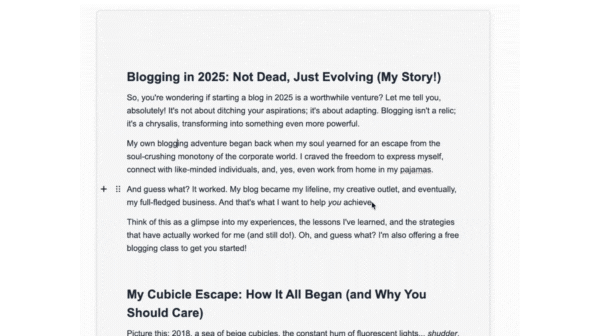 Blogging in 2025: Not Dead, Just Evolving (My Story!)
So, you're wondering if starting a blog in 2025 is a worthwhile venture? Let me tell you,
absolutely! It's not about ditching your aspirations; it's about adapting. Blogging isn't a relic;
it's a chrysalis, transforming into something even more powerful.
My own blogging adventure began back when my soul yearned for an escape from the
soul-crushing monotony of the corporate world. I craved the freedom to express myself,
connect with like-minded individuals, and, yes, even work from home in my pajamas.
And guess what? It worked. My blog became my lifeline, my creative outlet, and eventually,
my full-fledged business. And that's what I want to help you achieve.
Think of this as a glimpse into my experiences, the lessons I've learned, and the strategies
that have actually worked for me (and still do!). Oh, and guess what? I'm also offering a free
blogging class to get you started!
My Cubicle Escape: How It All Began (and Why You
Should Care)
Picture this: 2018, a sea of beige cubicles, the constant hum of fluorescent lights... shudder.